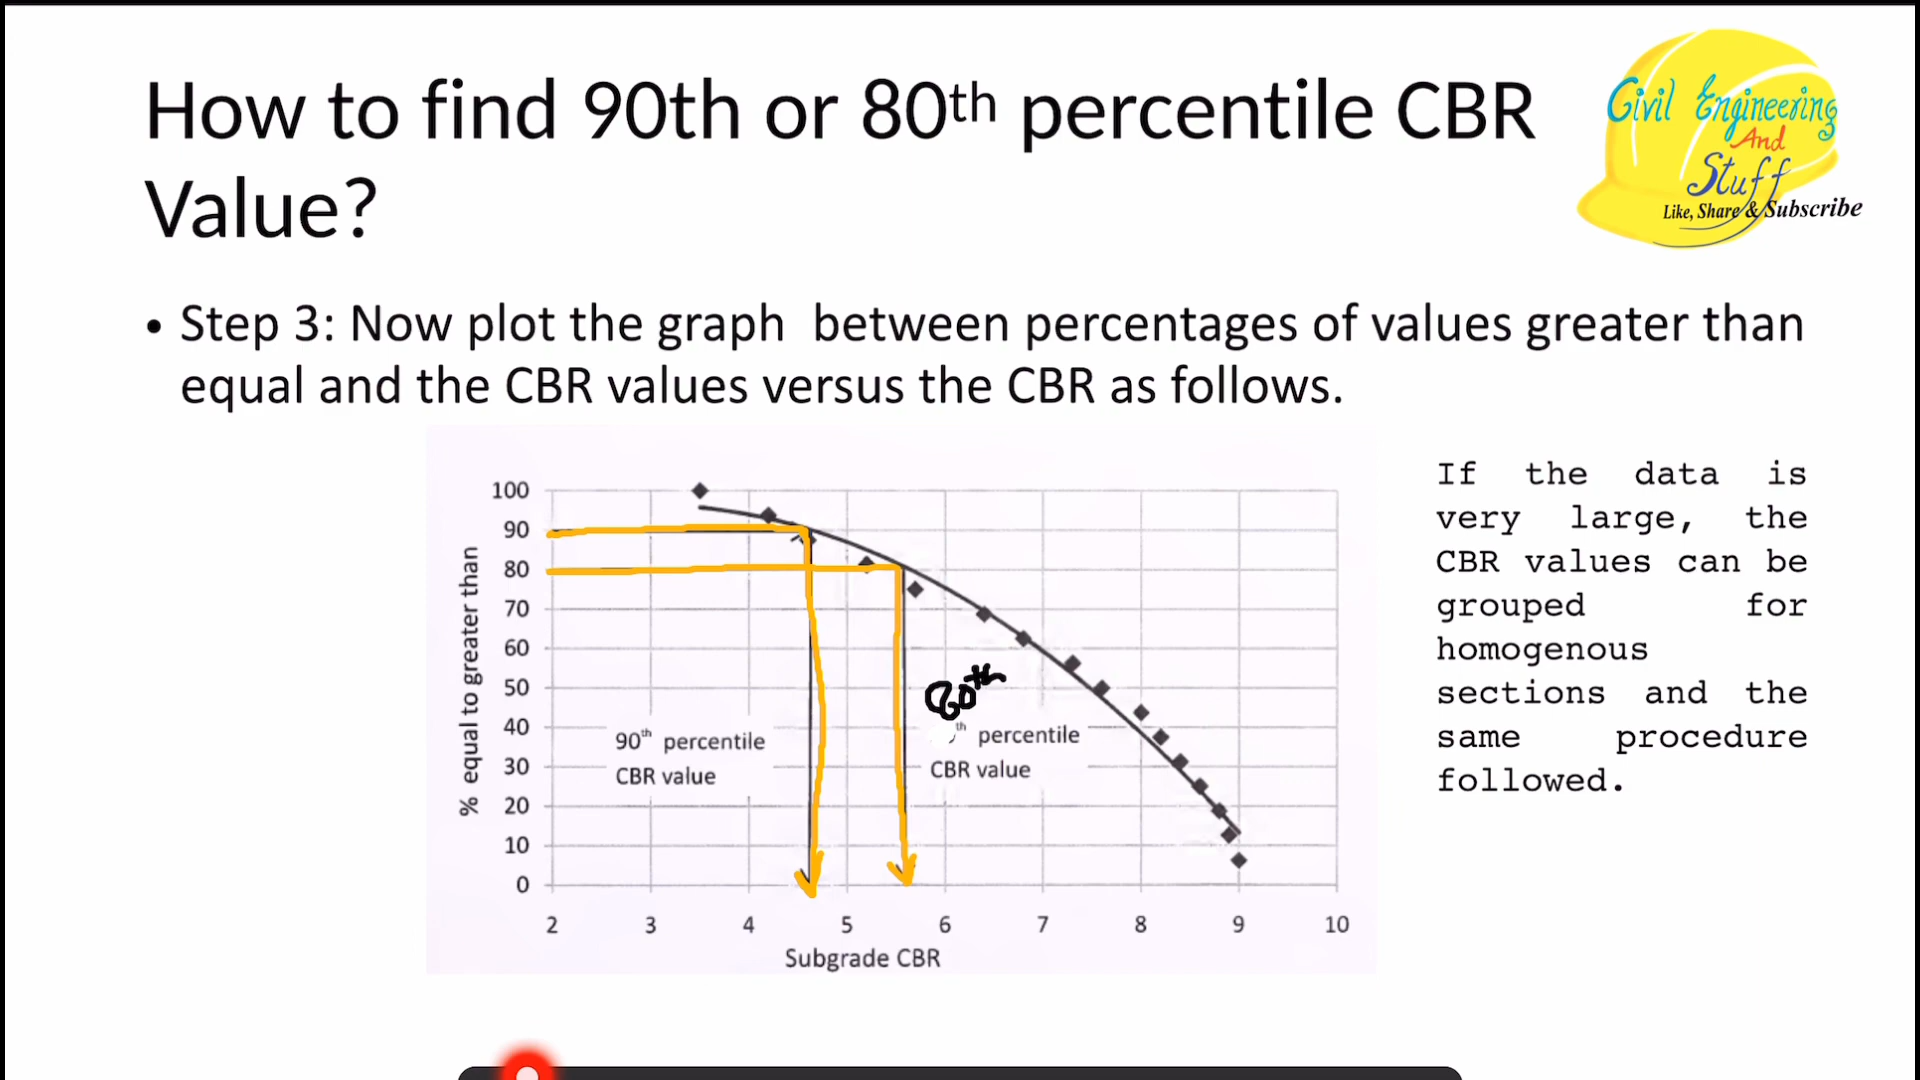 How to find 90th or 80th percentile CBR
Value?
Civil Engineering
And
Stuff
Like, Share & Subscribe
• Step 3: Now plot the graph between percentages of values greater than
equal and the CBR values versus the CBR as follows.
% equal to greater than
100
90
80
70
60
50
40
30
20
10
0
90th percentile
CBR value
80th
th percentile
CBR value
2 3 4 5 6 7 8 9 10
Subgrade CBR
If the data is
very large, the
CBR values can be
grouped for
homogenous
sections and the
same procedure
followed.